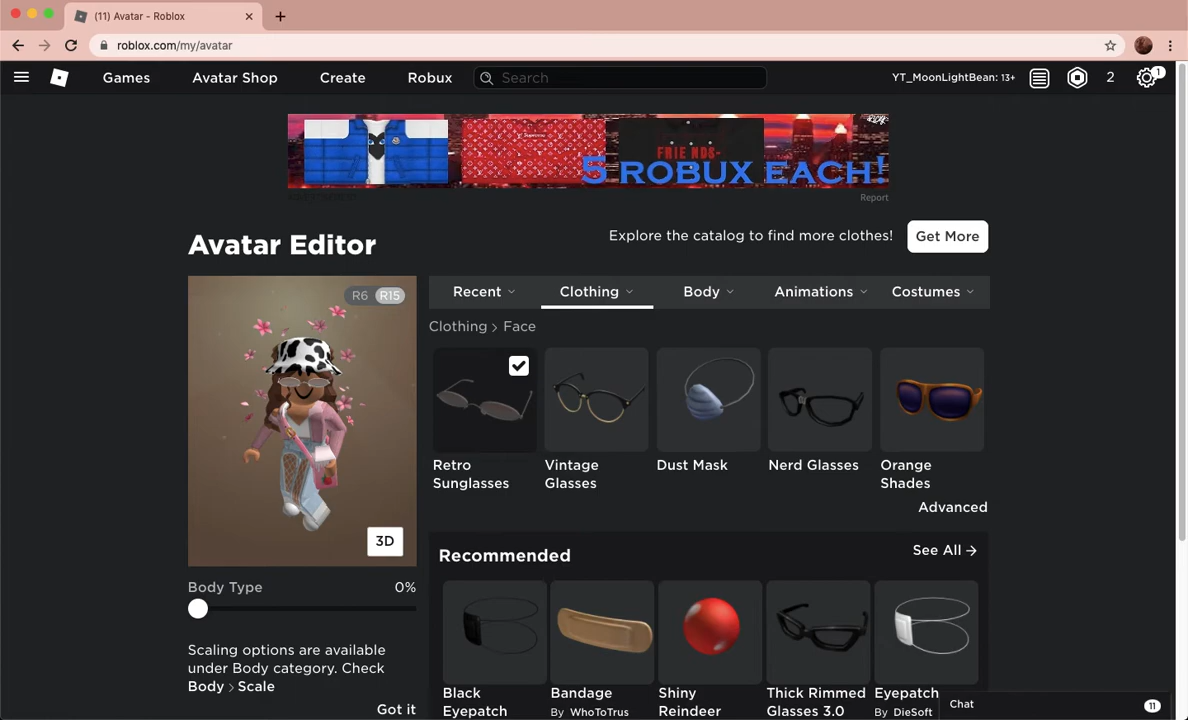 (11) Avatar - Roblox
roblox.com/my/avatar
Games
Avatar Shop
Create
Robux
Search
YT_MoonLightBean: 13+
2
1
FRIENDS-
5 ROBUX EACH!
Report
Avatar Editor
Explore the catalog to find more clothes!
Get More
R6 R15
3D
Body Type 0%
Scaling options are available
under Body category. Check
Body > Scale
Got it
Recent
Clothing
Body
Animations
Costumes
Clothing > Face
Retro
Sunglasses
Vintage
Glasses
Dust Mask
Nerd Glasses
Orange
Shades
Advanced
Recommended
See All →
Black
Eyepatch
Bandage
By WhoToTrus
Shiny
Reindeer
Thick Rimmed
Glasses 3.0
Eyepatch
By DieSoft
Chat
11